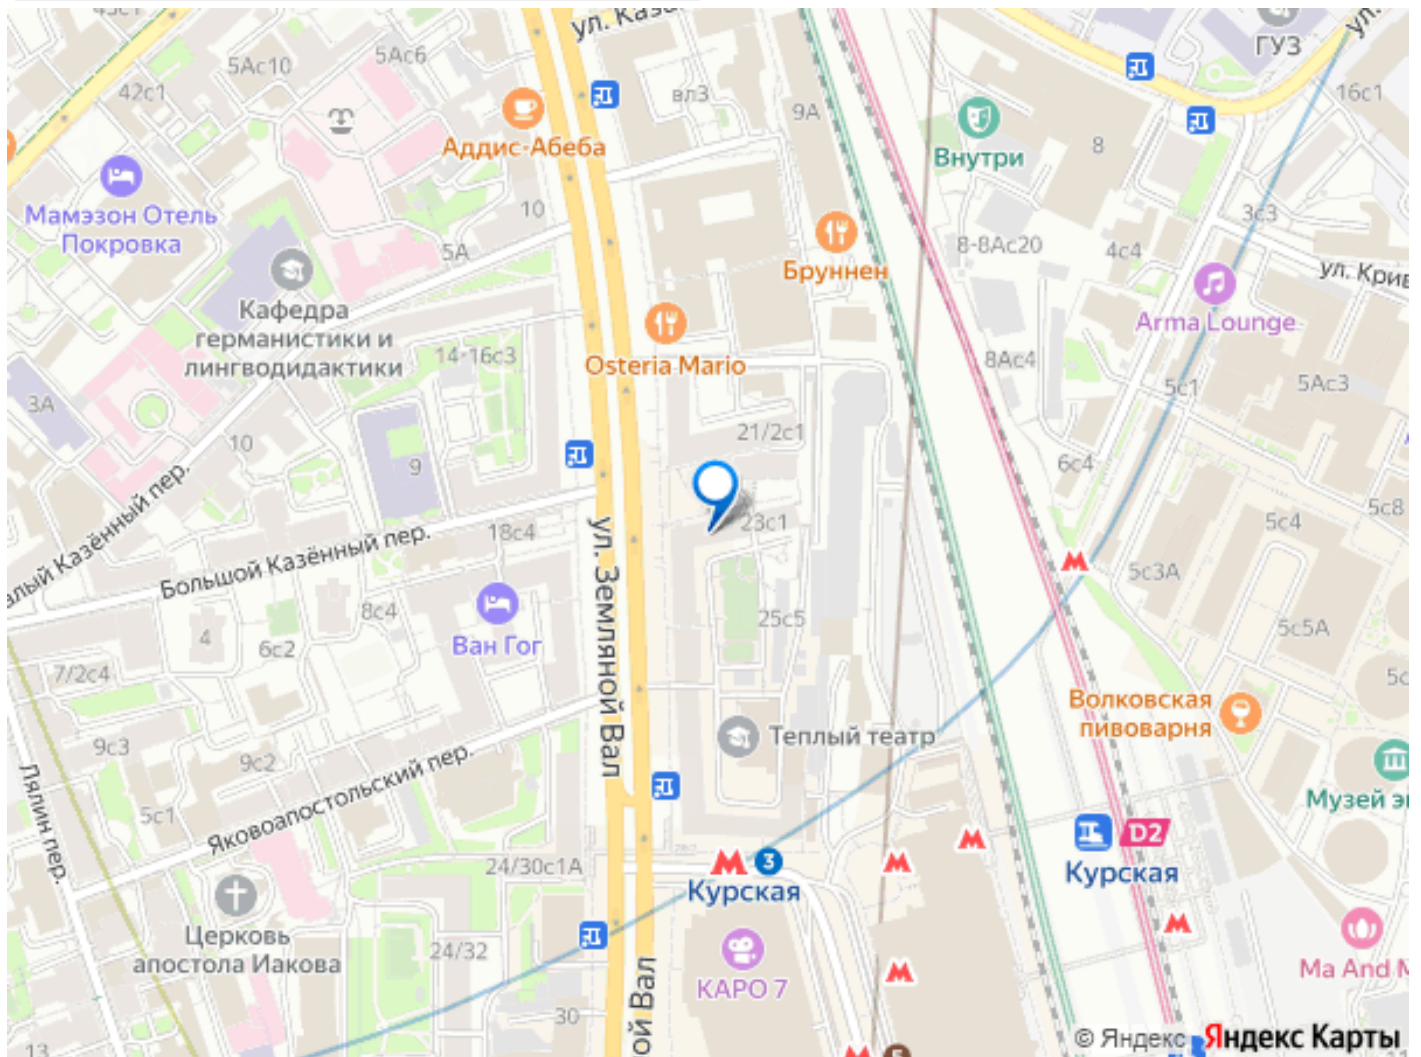 ул. Каза
ГУЗ
ул.
5Ас6
5Ас10
42с1
вл3
9А
16с1
Аддис-Абеба
Внутри
8
Мамэзон Отель
Покровка
10
5А
3с3
8-8Ас20
4с4
Бруннен
ул. Крив
Кафедра
германистики и
лингводидактики
14-16с3
Osteria Mario
Arma Lounge
8Ас4
5с1
5Ас3
3А
10
9
21/2с1
6с4
23с1
5с4
5с8
18с4
алый Казённый пер.
Большой Казённый пер.
ул. Земляной Вал
5с3А
8с4
4
6с2
Ван Гог
25с5
5с5А
7/2с4
5с
Волковская
пивоварня
9с3
9с2
Теплый театр
Лялин пер.
5с1
Яковоапостольский пер.
Музей э
D2
Курская
24/30с1А
3
Курская
Церковь
апостола Иакова
24/32
КАРО 7
Ma And M
ой Вал
30
13
5
© Яндекс Яндекс Карты